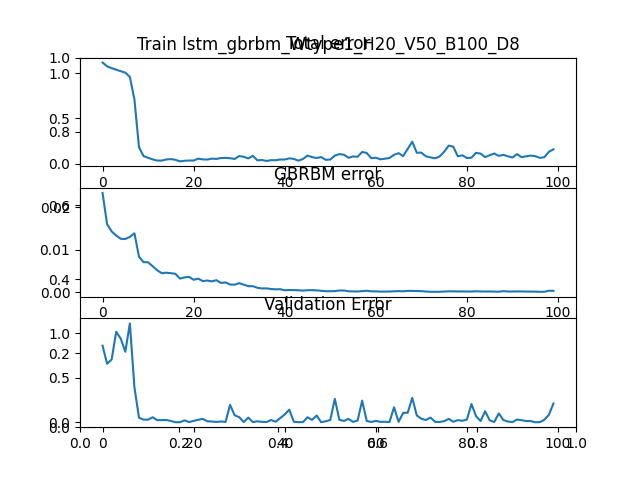 Train lstm_gbrbm_Wtype1_H20_V50_B100_D8
Total error
1.0
1.0
0.5
0.8
0.0
0 20 40 60 80 100
GBRBM error
0.6
0.02
0.01
0.4
0.00
0 20 40 60 80 100
Validation Error
1.0
0.2
0.5
0.0
0.0
0.0 0 0.2 20 0.4 40 0.6 60 80 0.8 100 1.0